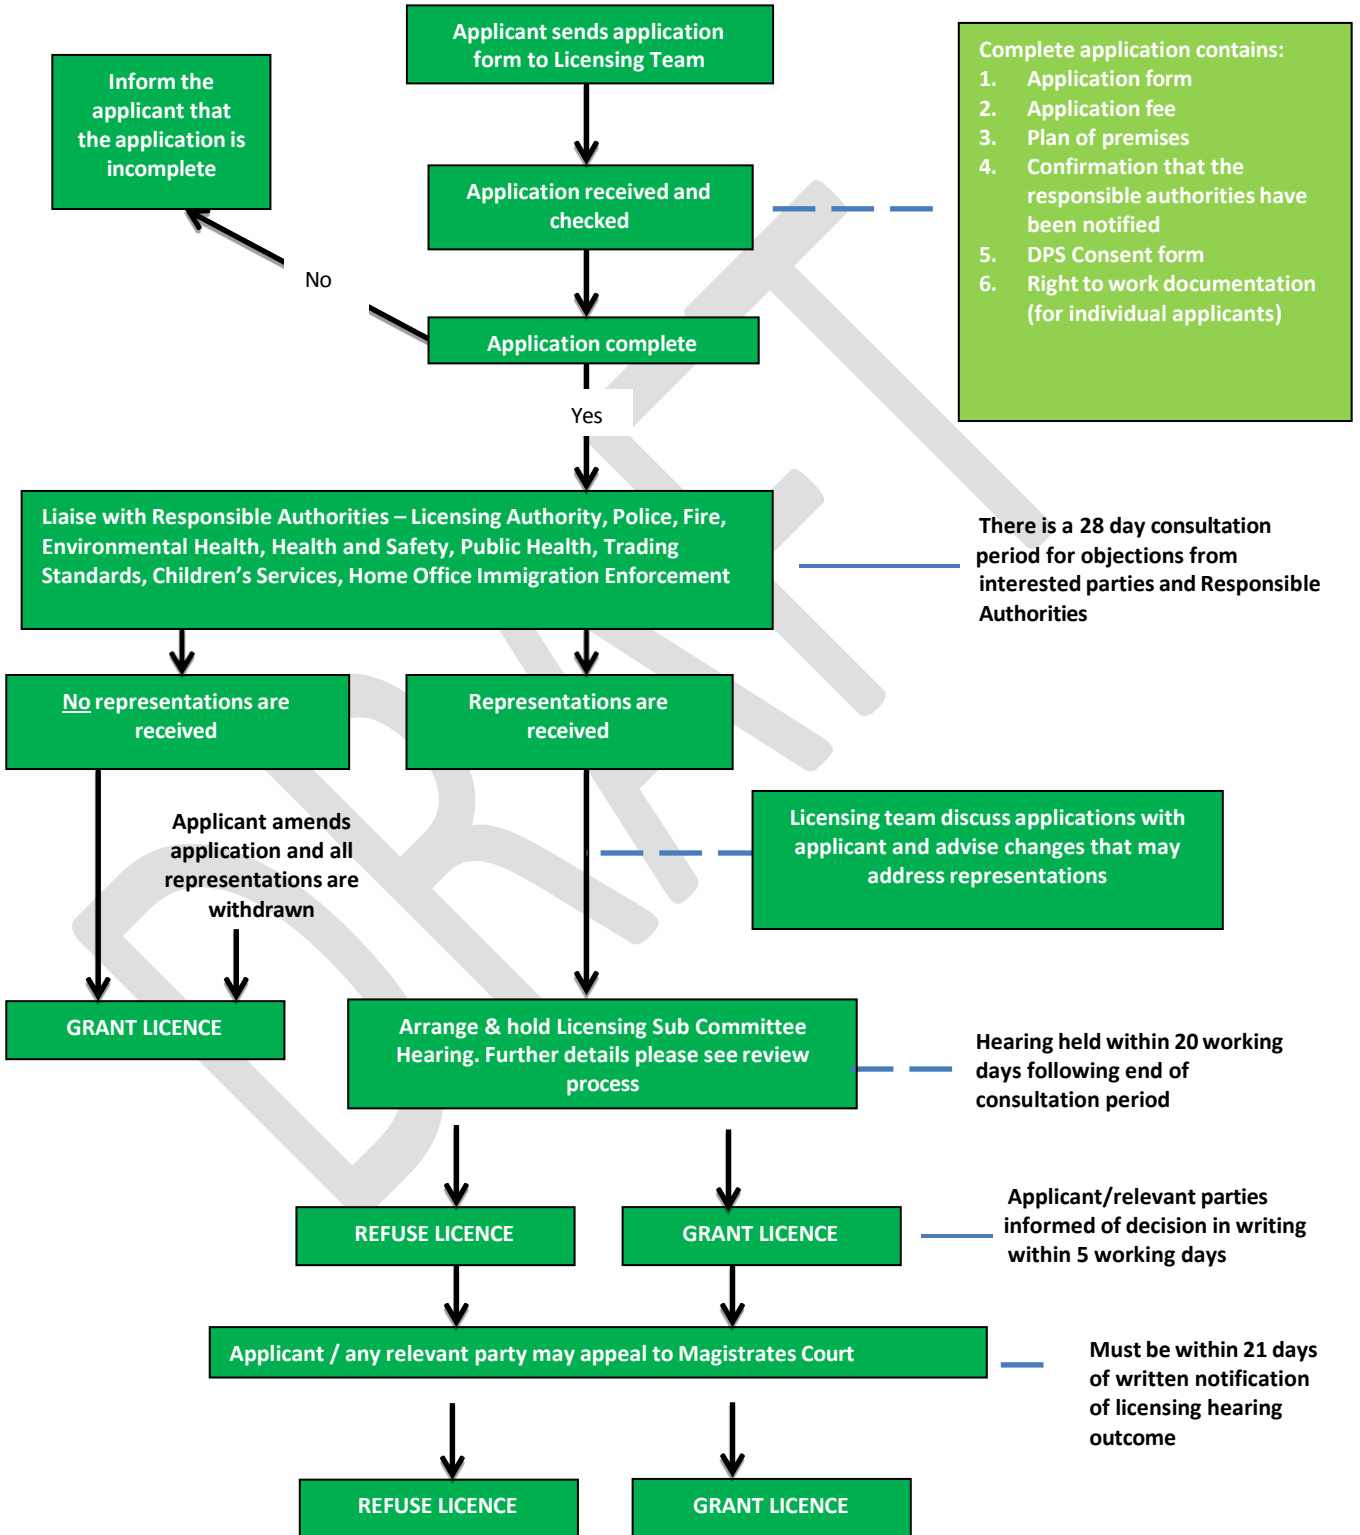 Applicant sends application
form to Licensing Team
Complete application contains:
1. Application form
2. Application fee
3. Plan of premises
4. Confirmation that the
responsible authorities have
been notified
5. DPS Consent form
6. Right to work documentation
(for individual applicants)
Inform the
applicant that
the application is
incomplete
Application received and
checked
No
Application complete
Yes
Liaise with Responsible Authorities – Licensing Authority, Police, Fire,
Environmental Health, Health and Safety, Public Health, Trading
Standards, Children’s Services, Home Office Immigration Enforcement
There is a 28 day consultation
period for objections from
interested parties and Responsible
Authorities
No representations are
received
Representations are
received
Applicant amends
application and all
representations are
withdrawn
Licensing team discuss applications with
applicant and advise changes that may
address representations
GRANT LICENCE
Arrange & hold Licensing Sub Committee
Hearing. Further details please see review
process
Hearing held within 20 working
days following end of
consultation period
REFUSE LICENCE
GRANT LICENCE
Applicant/relevant parties
informed of decision in writing
within 5 working days
Applicant / any relevant party may appeal to Magistrates Court
Must be within 21 days
of written notification
of licensing hearing
outcome
REFUSE LICENCE
GRANT LICENCE
DRAFT